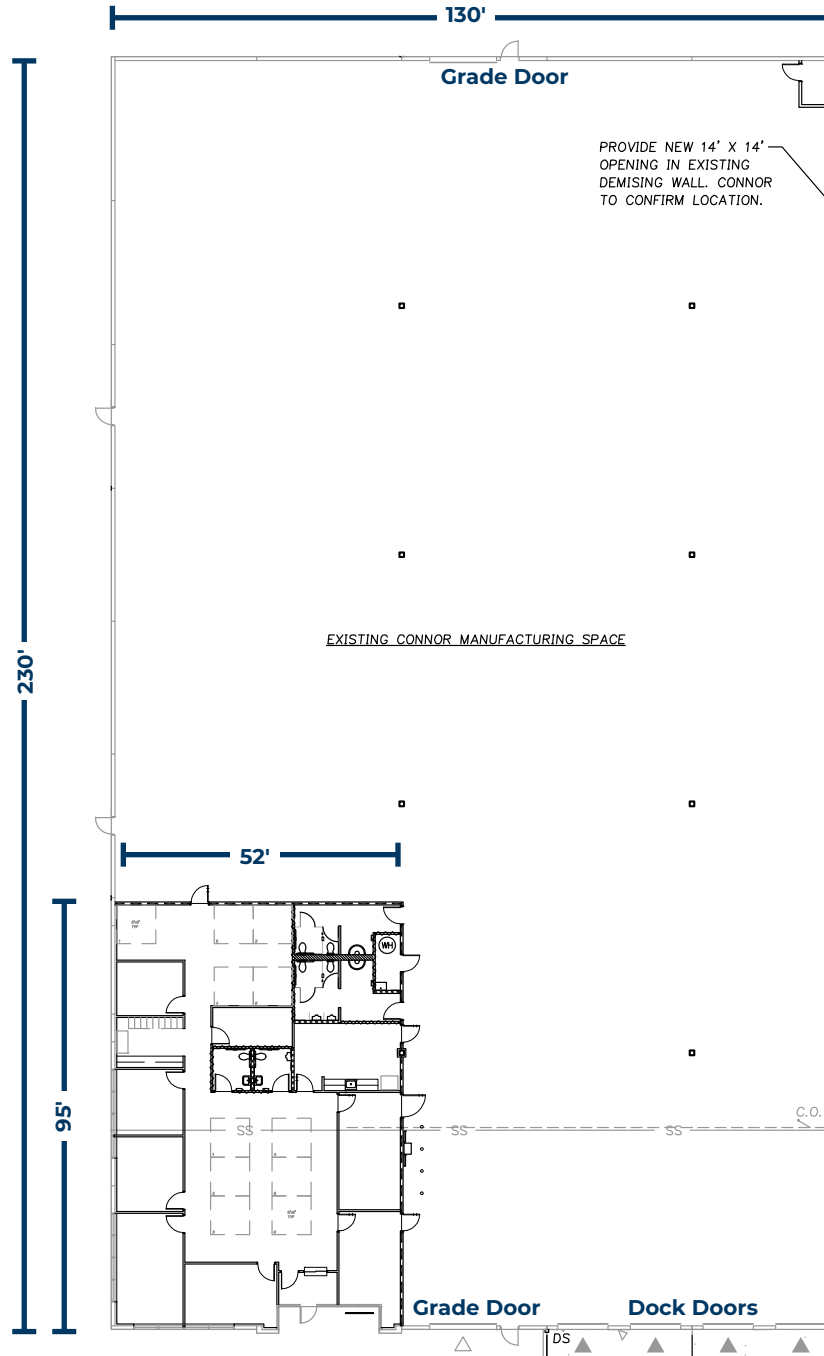 130'
Grade Door
PROVIDE NEW 14' X 14'
OPENING IN EXISTING
DEMISING WALL. CONNOR
TO CONFIRM LOCATION.
230'
EXISTING CONNOR MANUFACTURING SPACE
52'
WH
95'
C.O.
SS
SS
SS
Grade Door
Dock Doors
DS